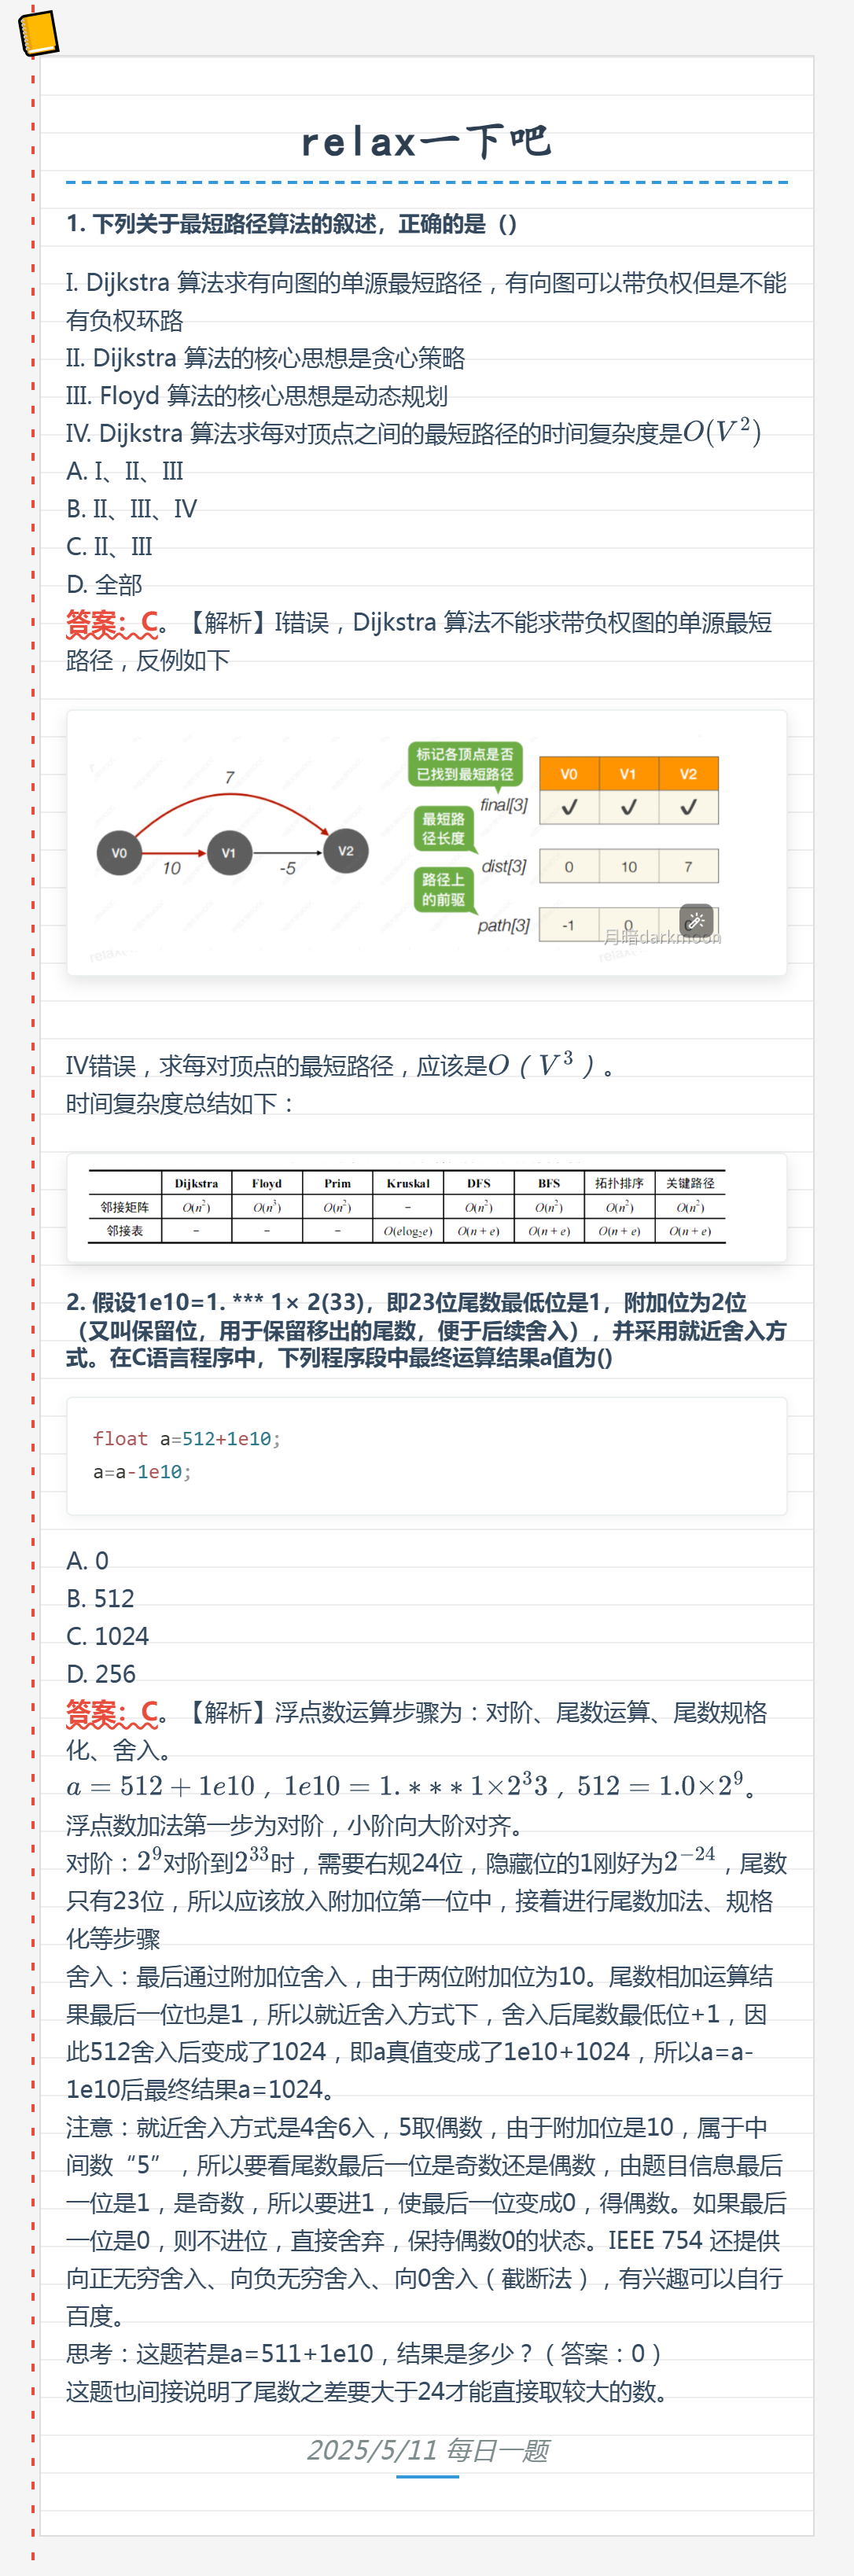 relax一下吧
1. 下列关于最短路径算法的叙述，正确的是（）
I. Dijkstra 算法求有向图的单源最短路径，有向图可以带负权但是不能
有负权环路
II. Dijkstra 算法的核心思想是贪心策略
III. Floyd 算法的核心思想是动态规划
IV. Dijkstra 算法求每对顶点之间的最短路径的时间复杂度是O(V²)
A. I、II、III
B. II、III、IV
C. II、III
D. 全部
答案：C。【解析】I错误，Dijkstra 算法不能求带负权图的单源最短
路径，反例如下
标记各顶点是否
已找到最短路径
V0 V1 V2
final[3] ✓ ✓ ✓
7
V0 V1 V2
10 -5
最短路
径长度
dist[3] 0 10 7
路径上
的前驱
path[3] -1 0
月暗darkmoon
IV错误，求每对顶点的最短路径，应该是O（V³）。
时间复杂度总结如下：
Dijkstra Floyd Prim Kruskal DFS BFS 拓扑排序 关键路径
邻接矩阵 O(n²) O(n³) O(n²) – O(n²) O(n²) O(n²) O(n²)
邻接表 – – – O(elog₂e) O(n+e) O(n+e) O(n+e) O(n+e)
2. 假设1e10=1. *** 1× 2(33)，即23位尾数最低位是1，附加位为2位
（又叫保留位，用于保留移出的尾数，便于后续舍入），并采用就近舍入方
式。在C语言程序中，下列程序段中最终运算结果a值为()
float a=512+1e10;
a=a-1e10;
A. 0
B. 512
C. 1024
D. 256
答案：C。【解析】浮点数运算步骤为：对阶、尾数运算、尾数规格
化、舍入。
a = 512 + 1e10，1e10 = 1. * * * 1×2³3，512 = 1.0×2⁹。
浮点数加法第一步为对阶，小阶向大阶对齐。
对阶：2⁹对阶到2³³时，需要右规24位，隐藏位的1刚好为2⁻²⁴，尾数
只有23位，所以应该放入附加位第一位中，接着进行尾数加法、规格
化等步骤
舍入：最后通过附加位舍入，由于两位附加位为10。尾数相加运算结
果最后一位也是1，所以就近舍入方式下，舍入后尾数最低位+1，因
此512舍入后变成了1024，即a真值变成了1e10+1024，所以a=a-
1e10后最终结果a=1024。
注意：就近舍入方式是4舍6入，5取偶数，由于附加位是10，属于中
间数“5”，所以要看尾数最后一位是奇数还是偶数，由题目信息最后
一位是1，是奇数，所以要进1，使最后一位变成0，得偶数。如果最后
一位是0，则不进位，直接舍弃，保持偶数0的状态。IEEE 754 还提供
向正无穷舍入、向负无穷舍入、向0舍入（截断法），有兴趣可以自行
百度。
思考：这题若是a=511+1e10，结果是多少？（答案：0）
这题也间接说明了尾数之差要大于24才能直接取较大的数。
2025/5/11 每日一题